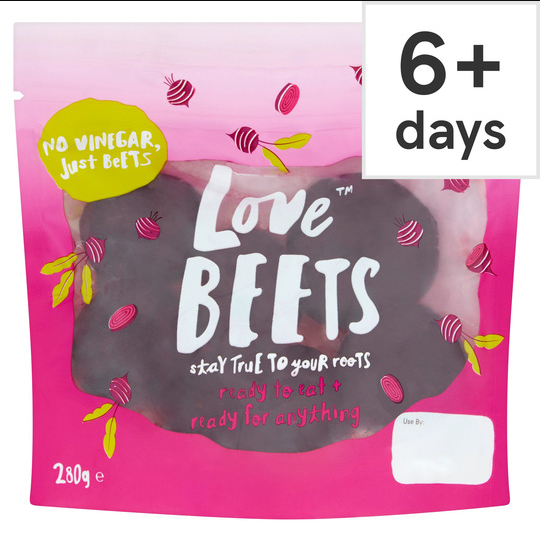 6+
days
NO VINEGAR,
Just BeETS
Love™
BEETS
staY TruE TO youR rooTS
ready to eat +
ready for anything
Use By:
280g e